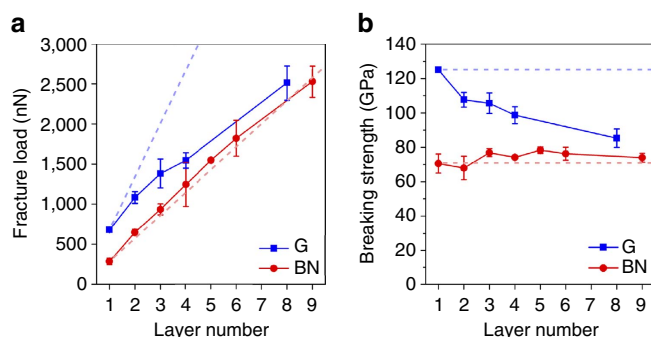 a
3,000
2,500
2,000
1,500
1,000
500
0
Fracture load (nN)
G
BN
1 2 3 4 5 6 7 8 9
Layer number
b
140
120
100
80
60
40
20
0
Breaking strength (GPa)
G
BN
1 2 3 4 5 6 7 8 9
Layer number